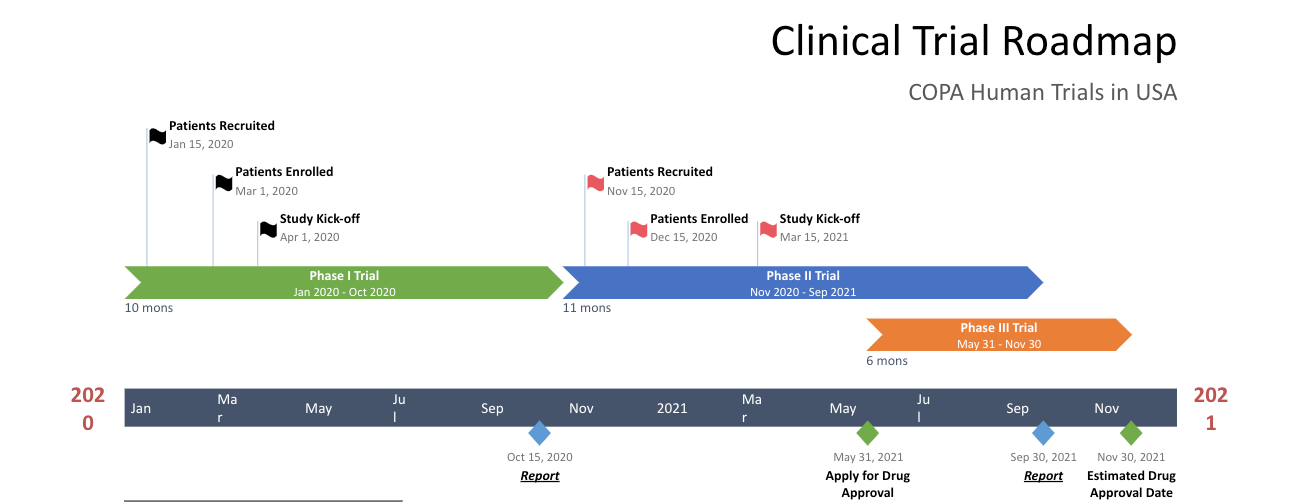 Clinical Trial Roadmap
COPA Human Trials in USA
Patients Recruited
Jan 15, 2020
Patients Enrolled
Mar 1, 2020
Study Kick-off
Apr 1, 2020
Patients Recruited
Nov 15, 2020
Patients Enrolled
Dec 15, 2020
Study Kick-off
Mar 15, 2021
Phase I Trial
Jan 2020 - Oct 2020
10 mons
Phase II Trial
Nov 2020 - Sep 2021
11 mons
Phase III Trial
May 31 - Nov 30
6 mons
202
0
Jan
Ma
r
May
Ju
l
Sep
Nov
2021
Ma
r
May
Ju
l
Sep
Nov
202
1
Oct 15, 2020
Report
May 31, 2021
Apply for Drug
Approval
Sep 30, 2021
Report
Nov 30, 2021
Estimated Drug
Approval Date